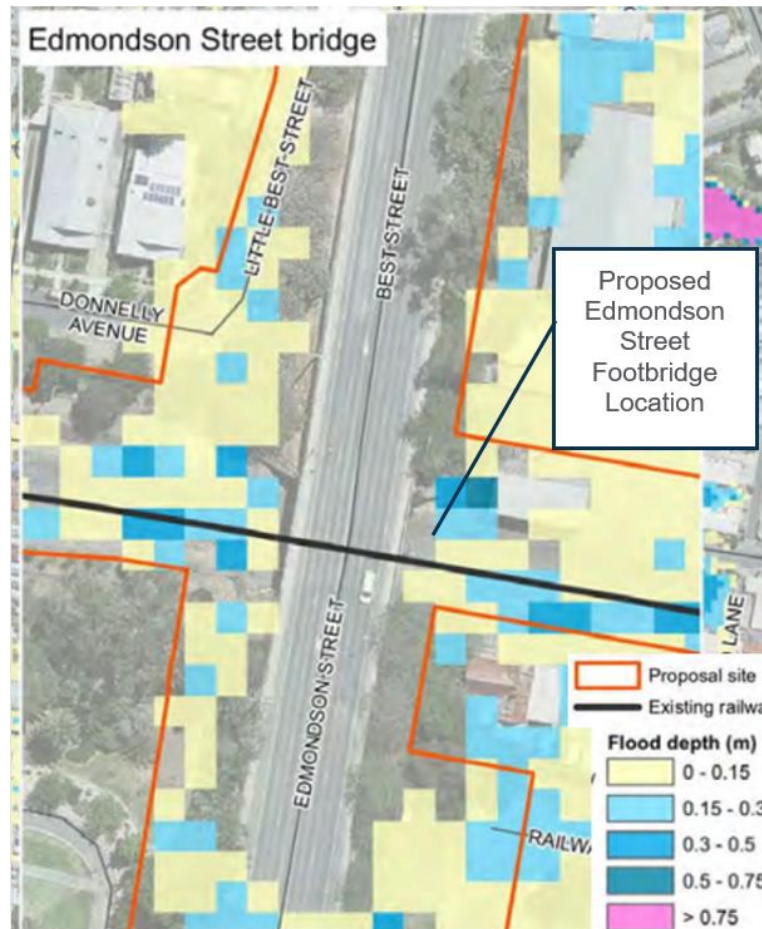 Edmondson Street bridge
LITTLE BEST STREET
BEST STREET
DONNELLY
AVENUE
Proposed
Edmondson
Street
Footbridge
Location
EDMONDSON STREET
LANE
Proposal site
Existing railwa
Flood depth (m)
0 - 0.15
0.15 - 0.3
0.3 - 0.5
0.5 - 0.75
> 0.75
RAILWA